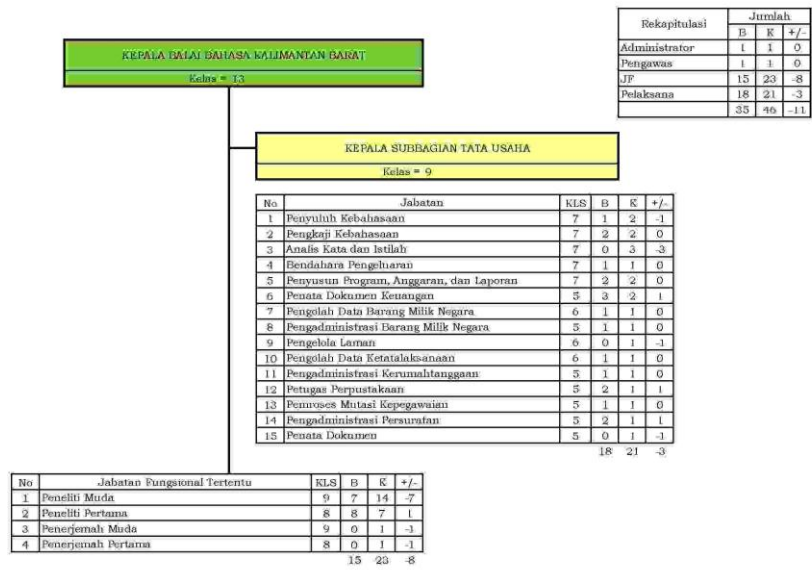 KEPALA BALAI BAHASA KALIMANTAN BARAT
Kelas = 13
Rekapitulasi Jumlah
B K +/-
Administrator 1 1 0
Pengawas 1 1 0
JF 15 23 -8
Pelaksana 18 21 -3
35 46 -11
KEPALA SUBBAGIAN TATA USAHA
Kelas = 9
No Jabatan KLS B K +/-
1 Penyuluh Kebahasaan 7 1 2 -1
2 Pengkaji Kebahasaan 7 2 2 0
3 Analis Kata dan Istilah 7 0 3 -3
4 Bendahara Pengeluaran 7 1 1 0
5 Penyusun Program, Anggaran, dan Laporan 7 2 2 0
6 Penata Dokumen Keuangan 5 3 2 1
7 Pengolah Data Barang Milik Negara 6 1 1 0
8 Pengadministrasi Barang Milik Negara 5 1 1 0
9 Pengelola Laman 6 0 1 -1
10 Pengolah Data Ketatalaksanaan 6 1 1 0
11 Pengadministrasi Kerumahtanggaan 5 1 1 0
12 Petugas Perpustakaan 5 2 1 1
13 Pemroses Mutasi Kepegawaian 5 1 1 0
14 Pengadministrasi Persuratan 5 2 1 1
15 Penata Dokumen 5 0 1 -1
18 21 -3
No Jabatan Fungsional Tertentu KLS B K +/-
1 Peneliti Muda 9 7 14 -7
2 Peneliti Pertama 8 8 7 1
3 Penerjemah Muda 9 0 1 -1
4 Penerjemah Pertama 8 0 1 -1
15 23 -8